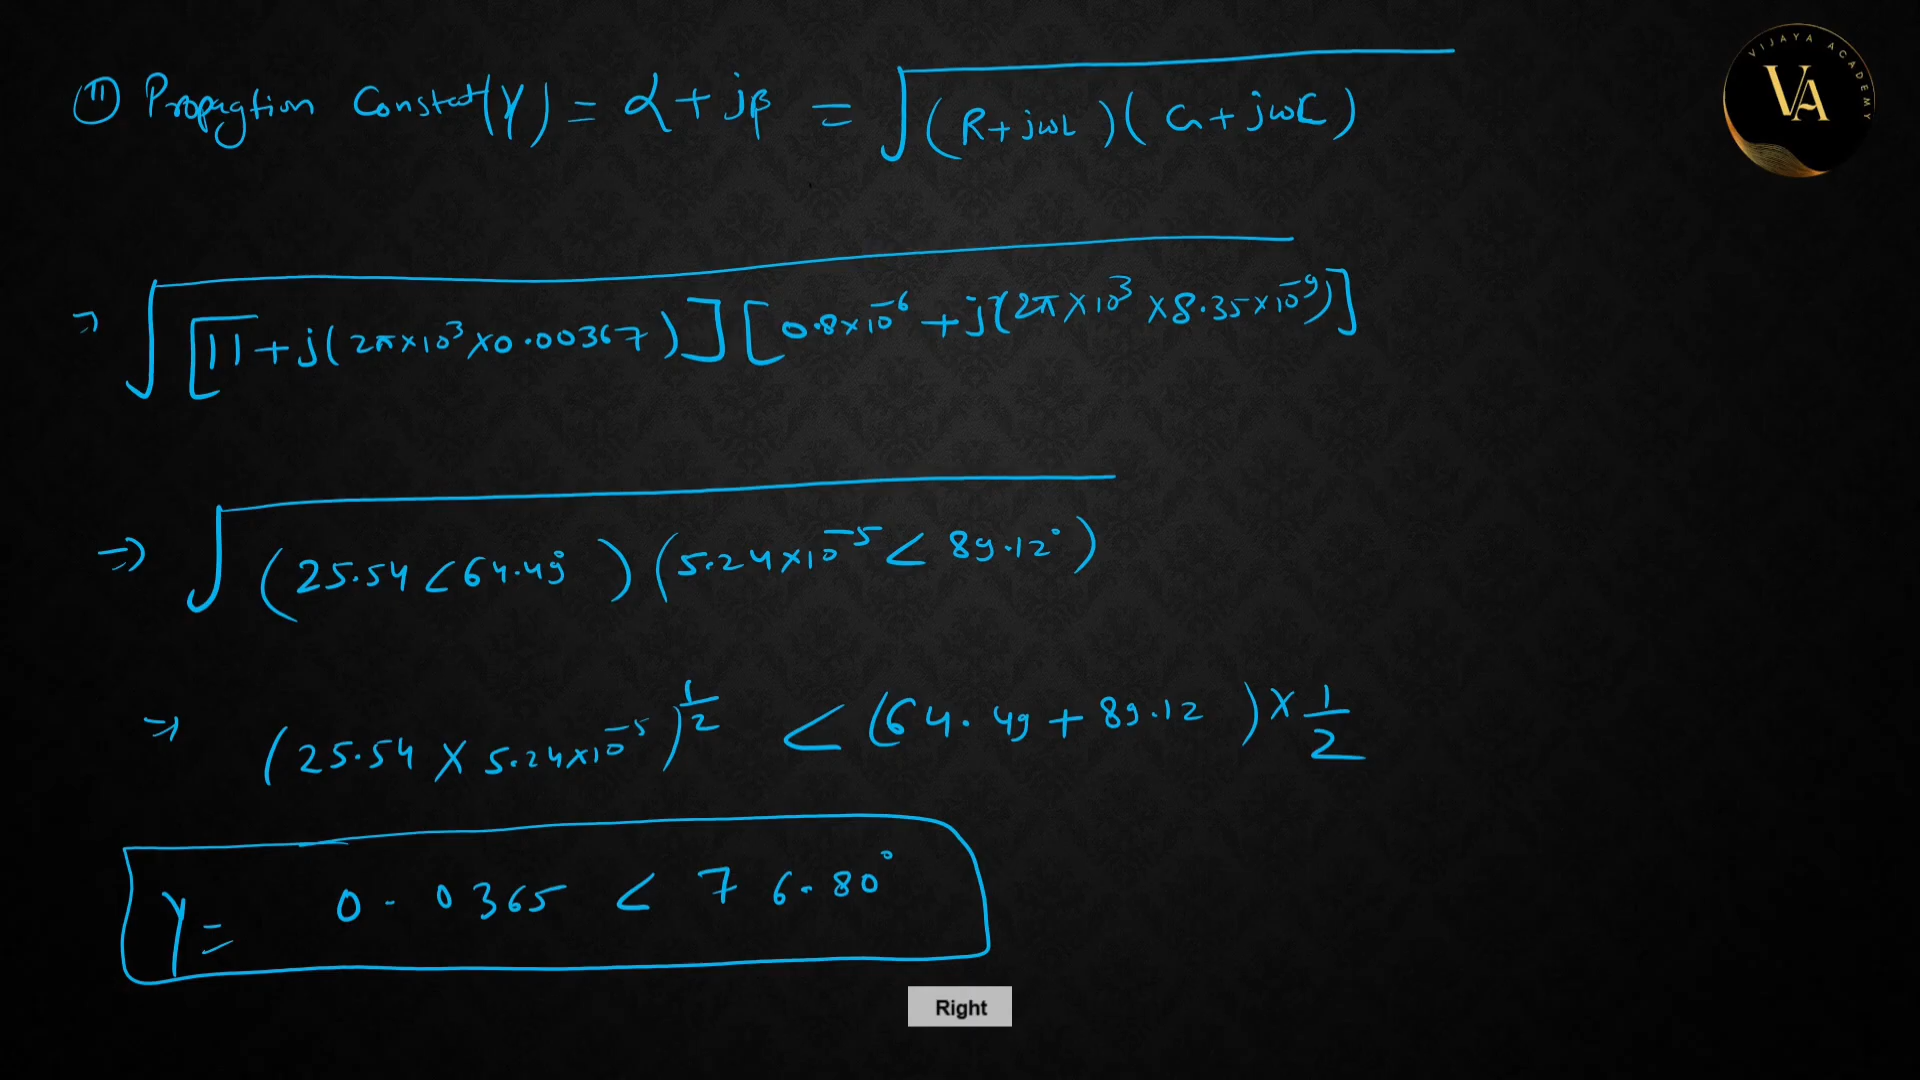 VIJAYA ACADEMY
VA
(II) Propagtion Constat (γ) = α + jβ = √(R + jωL)(G + jωC)
⇒ √[11 + j(2π×10³×0.00367)][0.8×10⁻⁶ + j(2π×10³×8.35×10⁻⁹)]
⇒ √(25.54 < 64.49°)(5.24×10⁻⁵ < 89.12°)
⇒ (25.54 × 5.24×10⁻⁵)^1/2 < (64.49 + 89.12) × 1/2
γ = 0.0365 < 76.80°
Right